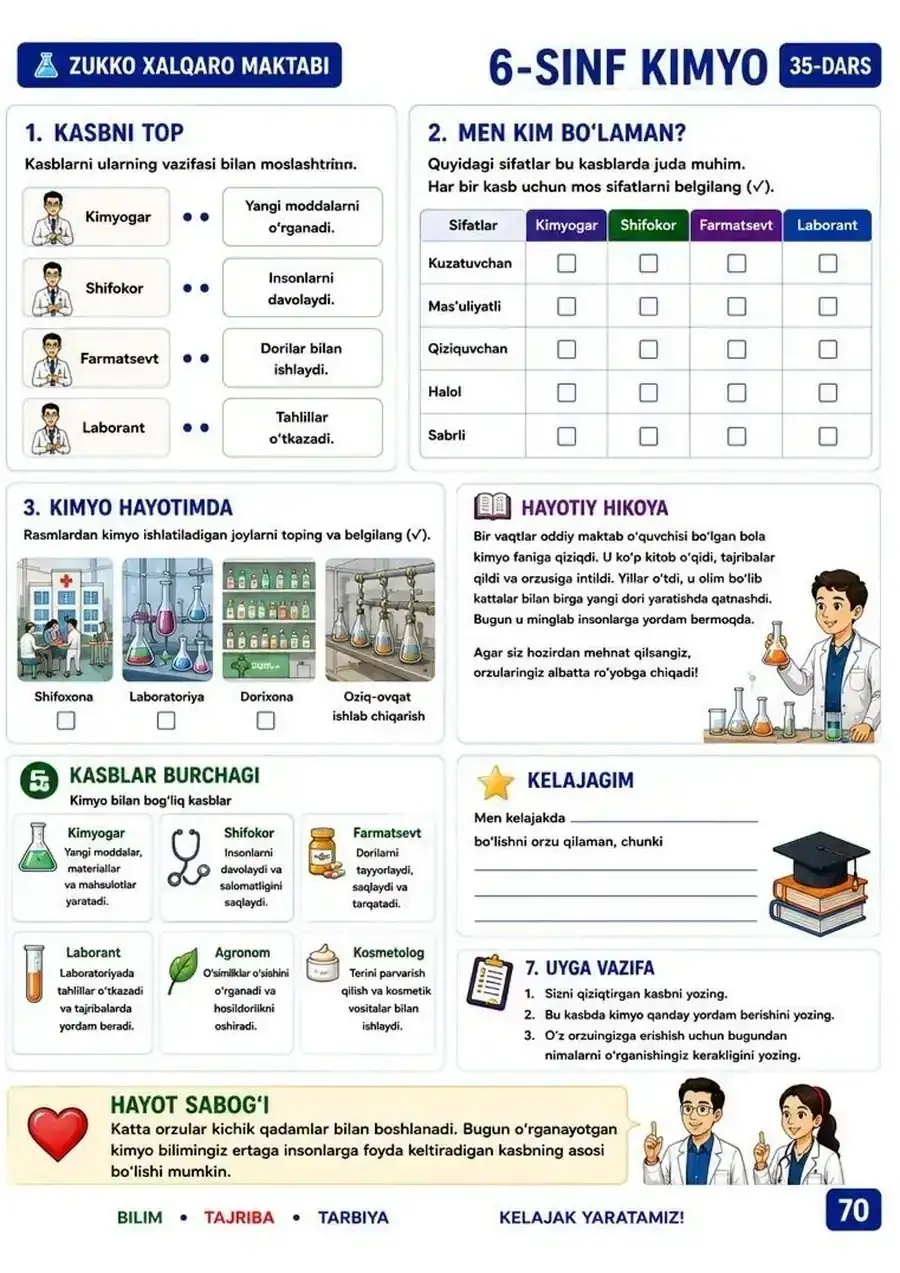 ZUKKO XALQARO MAKTABI
6-SINF KIMYO
35-DARS
1. KASBNI TOP
Kasblarni ularning vazifasi bilan moslashtrinn.
Kimyogar
Yangi moddalarni
o‘rganadi.
Shifokor
Insonlarni
davolaydi.
Farmatsevt
Dorilar bilan
ishlaydi.
Laborant
Tahlillar
o‘tkazadi.
2. MEN KIM BO‘LAMAN?
Quyidagi sifatlar bu kasblarda juda muhim.
Har bir kasb uchun mos sifatlarni belgilang (✓).
Sifatlar Kimyogar Shifokor Farmatsevt Laborant
Kuzatuvchan
Mas’uliyatli
Qiziquvchan
Halol
Sabrli
3. KIMYO HAYOTIMDA
Rasmlardan kimyo ishlatiladigan joylarni toping va belgilang (✓).
Shifoxona
Laboratoriya
Dorixona
Oziq-ovqat
ishlab chiqarish
HAYOTIY HIKOYA
Bir vaqtlar oddiy maktab o‘quvchisi bo‘lgan bola
kimyo faniga qiziqdi. U ko‘p kitob o‘qidi, tajribalar
qildi va orzusiga intildi. Yillar o‘tdi, u olim bo‘lib
kattalar bilan birga yangi dori yaratishda qatnashdi.
Bugun u minglab insonlarga yordam bermoqda.
Agar siz hozirdan mehnat qilsangiz,
orzularingiz albatta ro‘yobga chiqadi!
KASBLAR BURCHAGI
Kimyo bilan bog‘liq kasblar
Kimyogar
Yangi moddalar,
materiallar
va mahsulotlar
yaratadi.
Shifokor
Insonlarni
davolaydi va
salomatligini
saqlaydi.
Farmatsevt
Dorilarni
tayyorlaydi,
saqlaydi va
tarqatadi.
Laborant
Laboratoriyada
tahlillar o‘tkazadi
va tajribalarda
yordam beradi.
Agronom
O‘simliklar o‘sishini
o‘rganadi va
hosildoriikni
oshiradi.
Kosmetolog
Terini parvarish
qilish va kosmetik
vositalar bilan
ishlaydi.
KELAJAGIM
Men kelajakda
bo‘lishni orzu qilaman, chunki
7. UYGA VAZIFA
1. Sizni qiziqtirgan kasbni yozing.
2. Bu kasbda kimyo qanday yordam berishini yozing.
3. O‘z orzuingizga erishish uchun bugundan
nimalarni o‘rganishingiz kerakligini yozing.
HAYOT SABOG‘I
Katta orzular kichik qadamlar bilan boshlanadi. Bugun o‘rganayotgan
kimyo bilimingiz ertaga insonlarga foyda keltiradigan kasbning asosi
bo‘lishi mumkin.
BILIM • TAJRIBA • TARBIYA
KELAJAK YARATAMIZ!
70